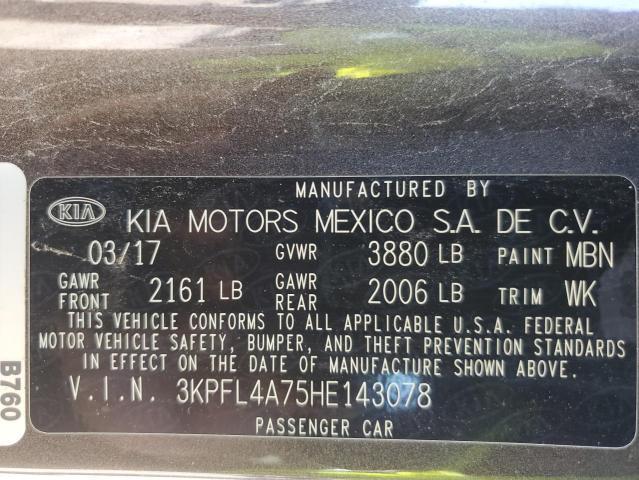 MANUFACTURED BY
KIA KIA MOTORS MEXICO S.A. DE C.V.
03/17 GVWR 3880 LB PAINT MBN
GAWR FRONT 2161 LB GAWR REAR 2006 LB TRIM WK
THIS VEHICLE CONFORMS TO ALL APPLICABLE U.S.A. FEDERAL
MOTOR VEHICLE SAFETY, BUMPER, AND THEFT PREVENTION STANDARDS
IN EFFECT ON THE DATE OF MANUFACTURE SHOWN ABOVE.
V.I.N. 3KPFL4A75HE143078
PASSENGER CAR
B760